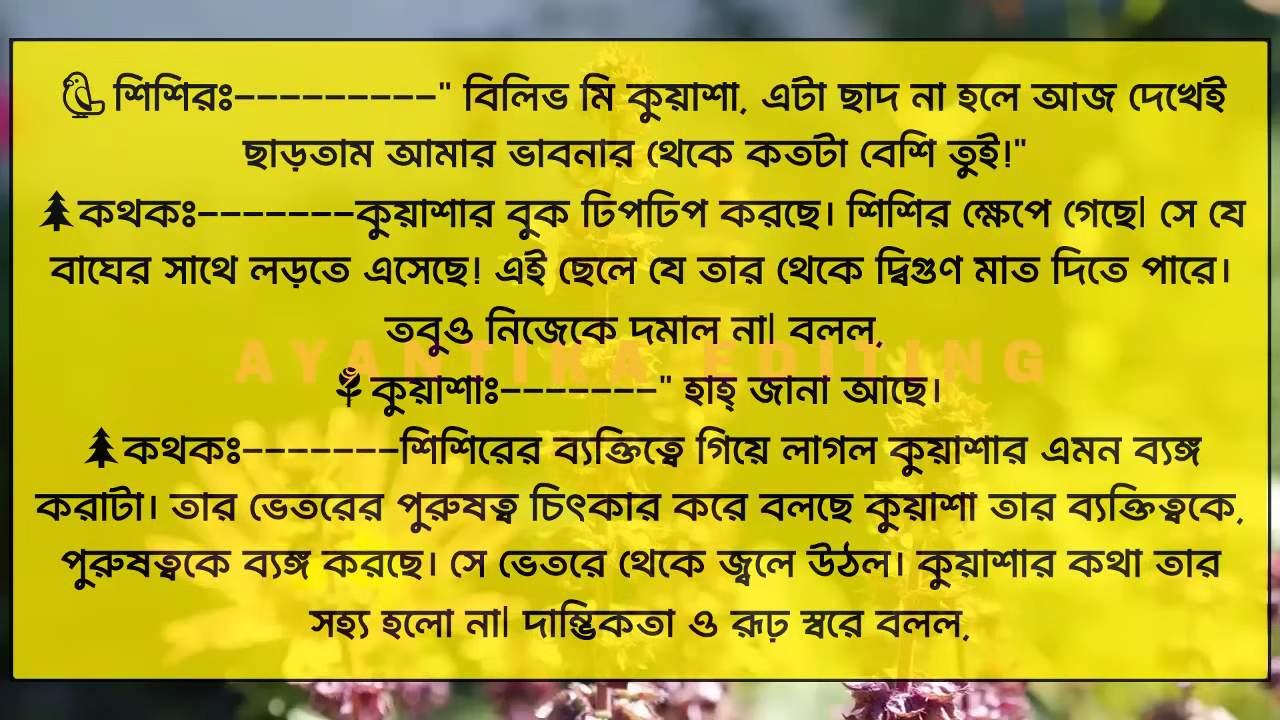 শিশিরঃ----------" বিলিভ মি কুয়াশা, এটা ছাদ না হলে আজ দেখেই
ছাড়তাম আমার ভাবনার থেকে কতটা বেশি তুই!"
কথকঃ-------কুয়াশার বুক ঢিপঢিপ করছে। শিশির ক্ষেপে গেছে| সে যে
বাঘের সাথে লড়তে এসেছে! এই ছেলে যে তার থেকে দ্বিগুণ মাত দিতে পারে।
তবুও নিজেকে দমাল না| বলল,
AYANTIKA EDITING
কুয়াশাঃ-------" হাহ্ জানা আছে।
কথকঃ-------শিশিরের ব্যক্তিত্বে গিয়ে লাগল কুয়াশার এমন ব্যঙ্গ
করাটা। তার ভেতরের পুরুষত্ব চিৎকার করে বলছে কুয়াশা তার ব্যক্তিত্বকে,
পুরুষত্বকে ব্যঙ্গ করছে। সে ভেতরে থেকে জ্বলে উঠল। কুয়াশার কথা তার
সহ্য হলো না| দাম্ভিকতা ও রূঢ় স্বরে বলল,